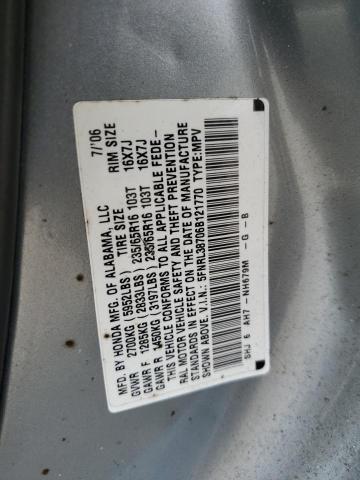 MFD. BY HONDA MFG. OF ALABAMA, LLC 7/'06
GVWR 2700KG (5952LBS) TIRE SIZE RIM SIZE
GAWR F 1285KG (2833LBS) 235/65R16 103T 16X7J
GAWR R 1450KG (3197LBS) 235/65R16 103T 16X7J
THIS VEHICLE CONFORMS TO ALL APPLICABLE FEDE-
RAL MOTOR VEHICLE SAFETY AND THEFT PREVENTION
STANDARDS IN EFFECT ON THE DATE OF MANUFACTURE
SHOWN ABOVE. V.I.N.: 5FNRL38706B121770 TYPE:MPV
SHJ 6 AH7 - NH679M - G - B